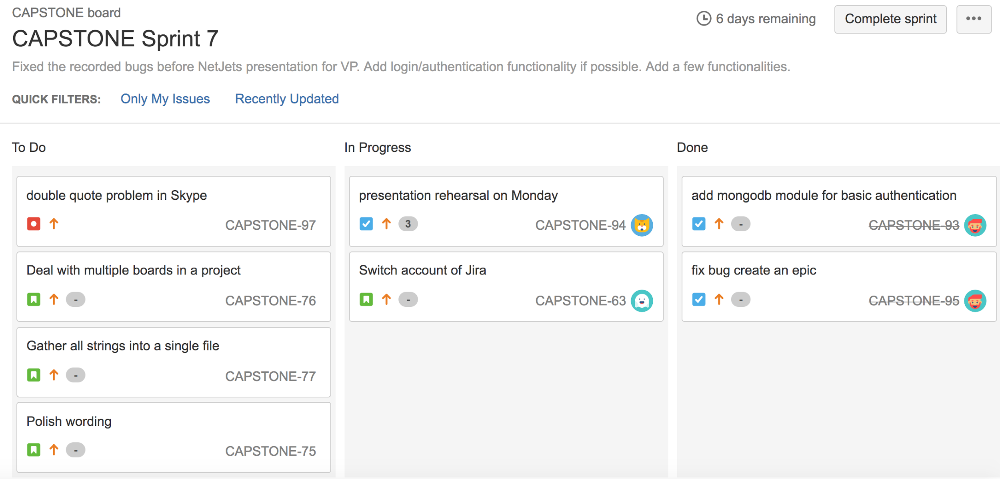 CAPSTONE board
CAPSTONE Sprint 7
6 days remaining
Complete sprint
•••
Fixed the recorded bugs before NetJets presentation for VP. Add login/authentication functionality if possible. Add a few functionalities.
QUICK FILTERS: Only My Issues Recently Updated
To Do
double quote problem in Skype
CAPSTONE-97
Deal with multiple boards in a project
- CAPSTONE-76
Gather all strings into a single file
- CAPSTONE-77
Polish wording
- CAPSTONE-75
In Progress
presentation rehearsal on Monday
3 CAPSTONE-94
Switch account of Jira
- CAPSTONE-63
Done
add mongodb module for basic authentication
- CAPSTONE-93
fix bug create an epic
- CAPSTONE-95